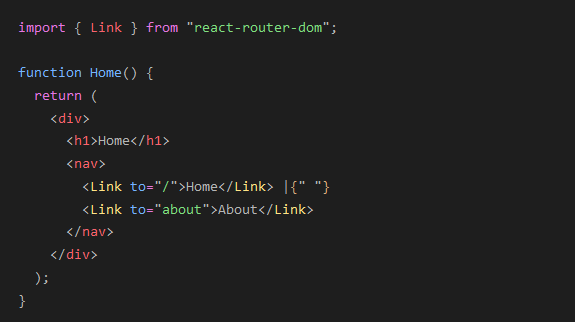 import { Link } from "react-router-dom";

function Home() {
  return (
    <div>
      <h1>Home</h1>
      <nav>
        <Link to="/">Home</Link> |{" "}
        <Link to="about">About</Link>
      </nav>
    </div>
  );
}